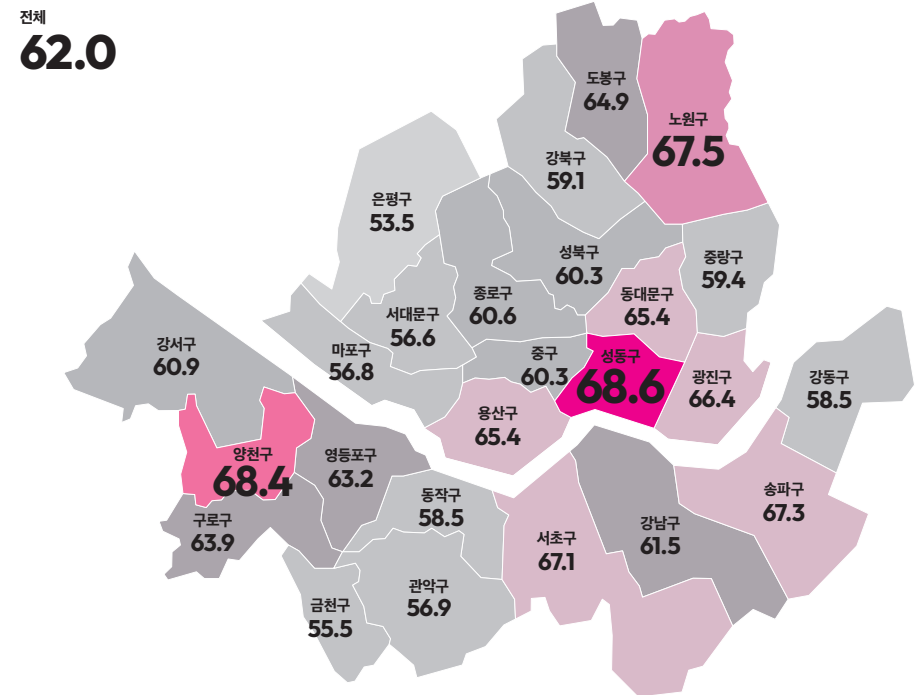 전체
62.0
도봉구
64.9
노원구
67.5
강북구
59.1
은평구
53.5
성북구
60.3
중랑구
59.4
동대문구
65.4
종로구
60.6
서대문구
56.6
마포구
56.8
중구
60.3
성동구
68.6
광진구
66.4
강동구
58.5
강서구
60.9
용산구
65.4
양천구
68.4
영등포구
63.2
동작구
58.5
송파구
67.3
구로구
63.9
서초구
67.1
강남구
61.5
관악구
56.9
금천구
55.5